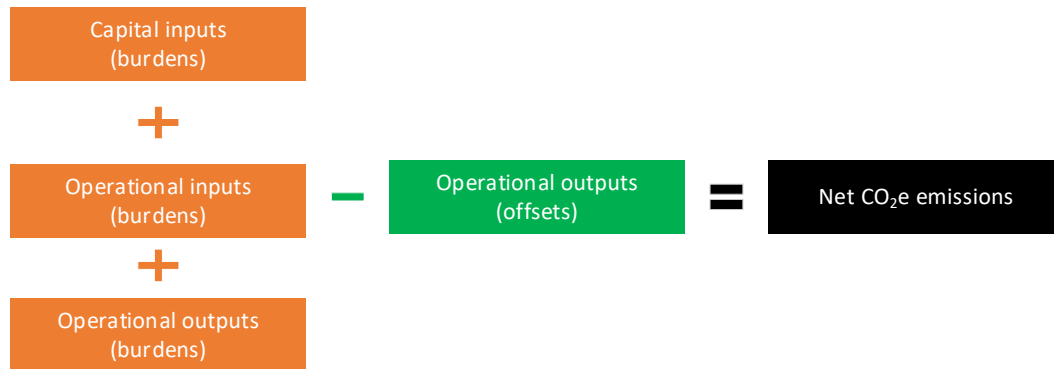 Capital inputs
(burdens)
+
Operational inputs
(burdens)
+
Operational outputs
(burdens)
−
Operational outputs
(offsets)
=
Net CO₂e emissions